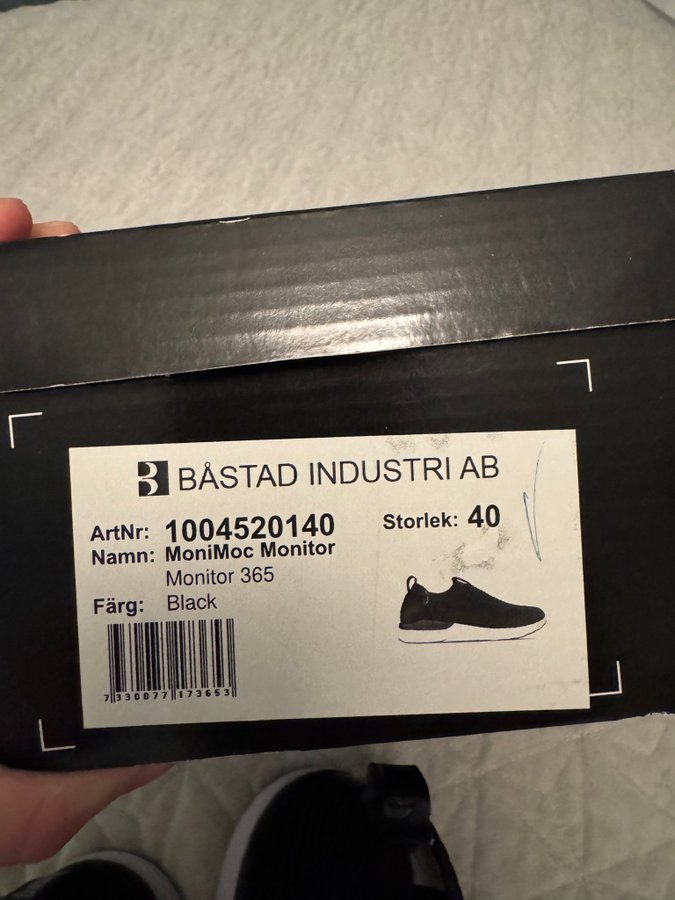 BÅSTAD INDUSTRI AB
ArtNr: 1004520140
Storlek: 40
Namn: MoniMoc Monitor
Monitor 365
Färg: Black
7 330077 173653